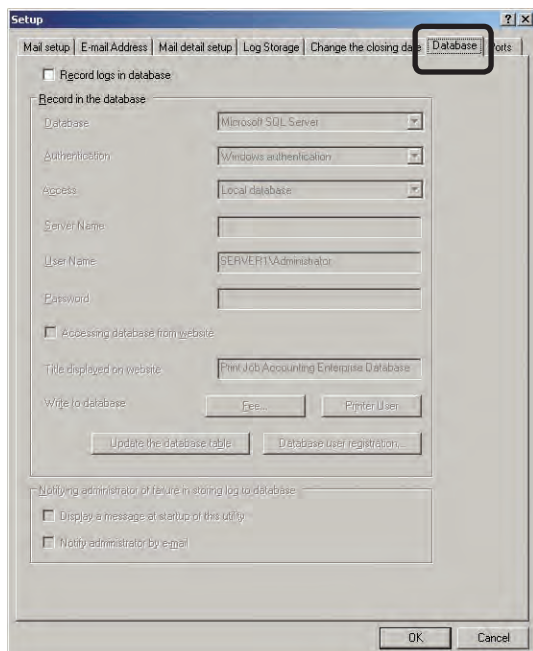 Setup
Mail setup E-mail Address Mail detail setup Log Storage Change the closing date Database Ports
Record logs in database
Record in the database
Database Microsoft SQL Server
Authentication Windows authentication
Access Local database
Server Name
User Name SERVER1\Administrator
Password
Accessing database from website
Title displayed on website Print Job Accounting Enterprise Database
Write to database Fee... Printer User
Update the database table Database user registration...
Notifying administrator of failure in storing log to database
Display a message at startup of this utility
Notify administrator by e-mail
OK Cancel